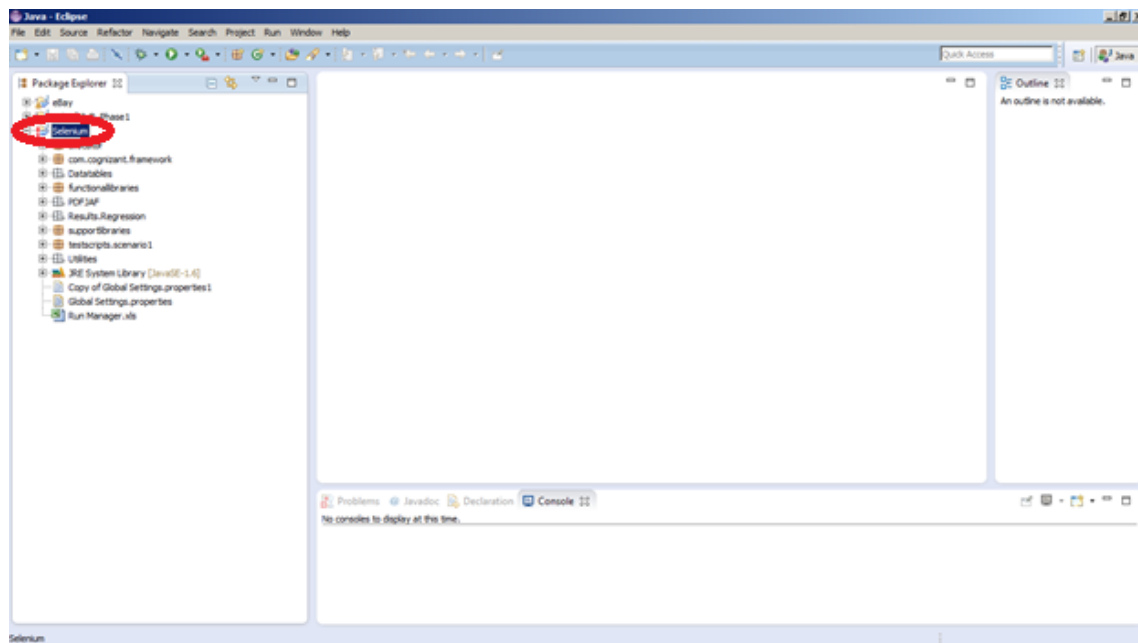 Java - Eclipse
File Edit Source Refactor Navigate Search Project Run Window Help
Quick Access
Java
Package Explorer
eBay
Phase1
Selenium
com.cognizant.framework
Datatables
functionallibraries
PDFJAF
Results.Regression
supportlibraries
testscripts.scenario1
Utilities
JRE System Library [JavaSE-1.6]
Copy of Global Settings.properties1
Global Settings.properties
Run Manager.xls
Outline
An outline is not available.
Problems @ Javadoc Declaration Console
No consoles to display at this time.
Selenium